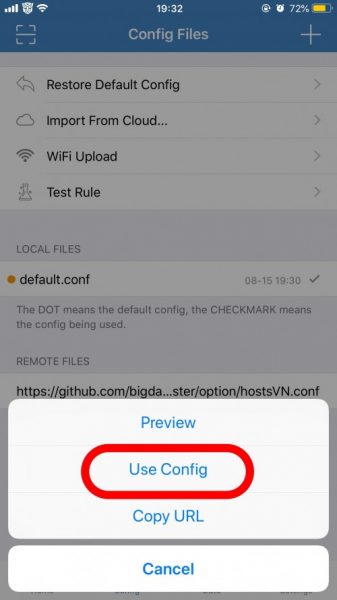 19:32
72%
Config Files
Restore Default Config
Import From Cloud...
WiFi Upload
Test Rule
LOCAL FILES
default.conf 08-15 19:30
The DOT means the default config, the CHECKMARK means
the config being used.
REMOTE FILES
https://github.com/bigda...ster/option/hostsVN.conf
Preview
Use Config
Copy URL
Cancel